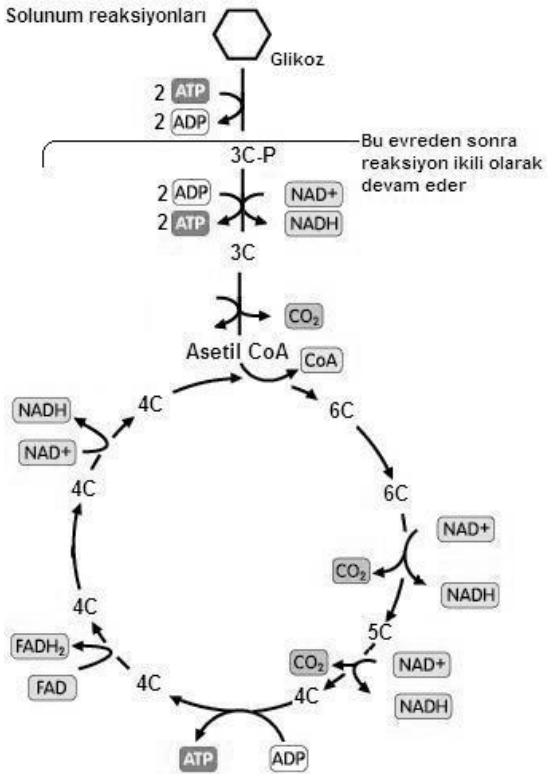 Solunum reaksiyonları
Glikoz
2 ATP
2 ADP
Bu evreden sonra
reaksiyon ikili olarak
devam eder
3C-P
2 ADP
NAD+
2 ATP
NADH
3C
CO₂
Asetil CoA
CoA
4C
6C
NADH
NAD+
4C
6C
NAD+
CO₂
NADH
4C
5C
FADH₂
CO₂
NAD+
FAD
4C
4C
NADH
ATP
ADP